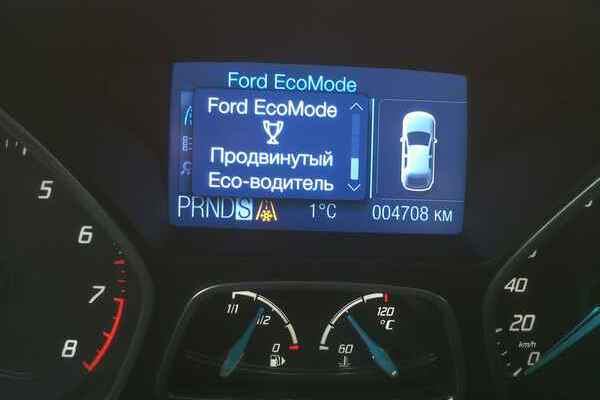 Ford EcoMode
Ford EcoMode
Продвинутый
Eco-водитель
PRNDS 1°C 004708 км
5
6
7
8
1/1 1/2 0
120 °C 60
40
20
km/h
0